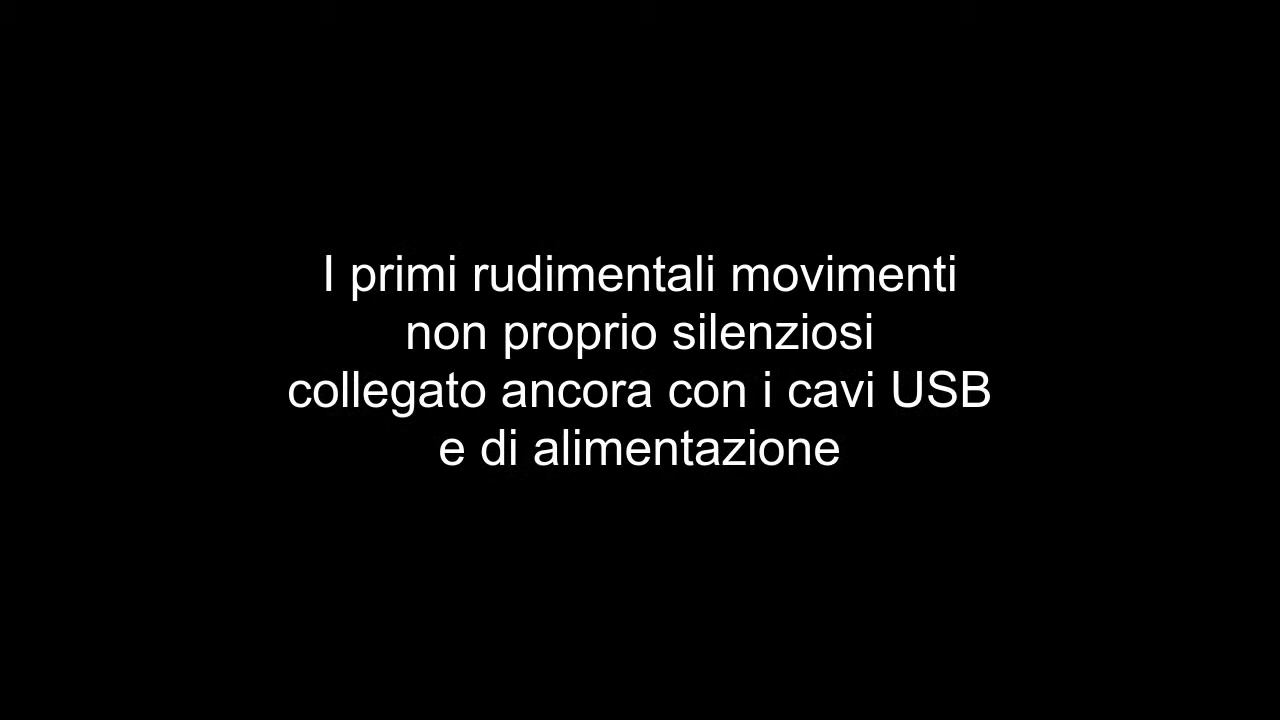 I primi rudimentali movimenti
non proprio silenziosi
collegato ancora con i cavi USB
e di alimentazione